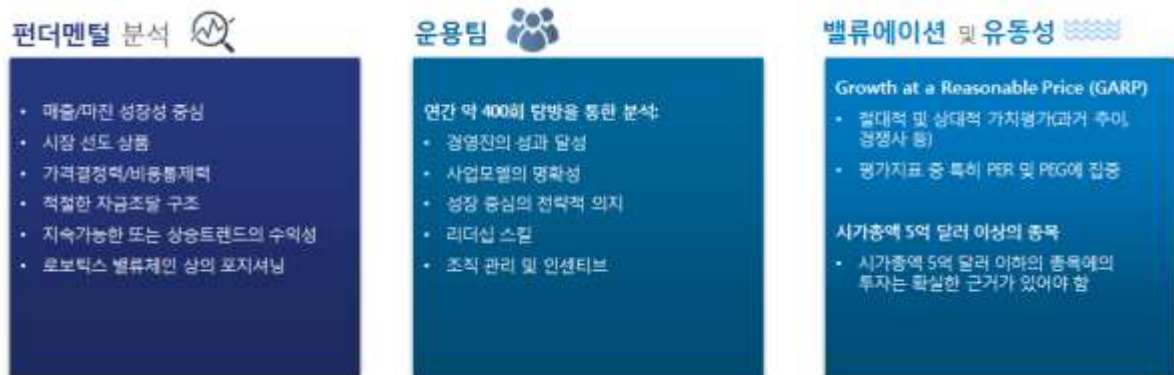 펀더멘털 분석
매출/마진 성장성 중심
시장 선도 상품
가격결정력/비용통제력
적절한 자금조달 구조
지속가능한 또는 상승트렌드의 수익성
로보틱스 밸류체인 상의 포지셔닝
운용팀
연간 약 400회 탐방을 통한 분석:
경영진의 성과 달성
사업모델의 명확성
성장 중심의 전략적 의지
리더십 스킬
조직 관리 및 인센티브
밸류에이션 및 유동성
Growth at a Reasonable Price (GARP)
절대적 및 상대적 가치평가(과거 추이,
경쟁사 등)
평가지표 중 특히 PER 및 PEG에 집중
시가총액 5억 달러 이상의 종목
시가총액 5억 달러 이하의 종목에의
투자는 확실한 근거가 있어야 함